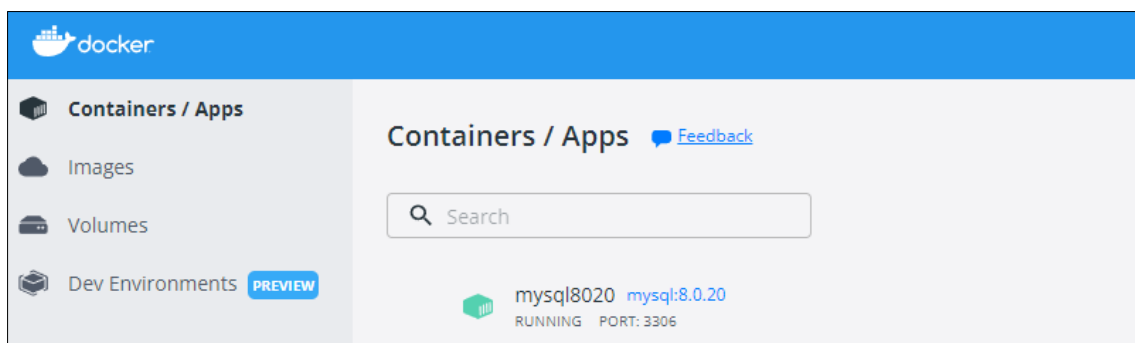 docker
Containers / Apps
Images
Volumes
Dev Environments PREVIEW
Containers / Apps Feedback
Search
mysql8020 mysql:8.0.20
RUNNING PORT: 3306